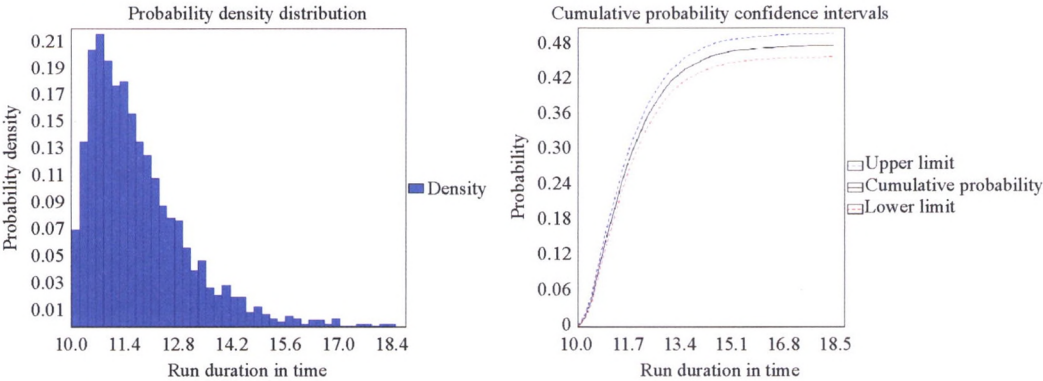 Probability density distribution
0.21
0.19
0.17
0.15
0.13
0.11
0.09
0.07
0.05
0.03
0.01
Probability density
10.0 11.4 12.8 14.2 15.6 17.0 18.4
Run duration in time
Density
Cumulative probability confidence intervals
0.48
0.42
0.36
0.30
0.24
0.18
0.12
0.06
0
Probability
10.0 11.7 13.4 15.1 16.8 18.5
Run duration in time
Upper limit
Cumulative probability
Lower limit